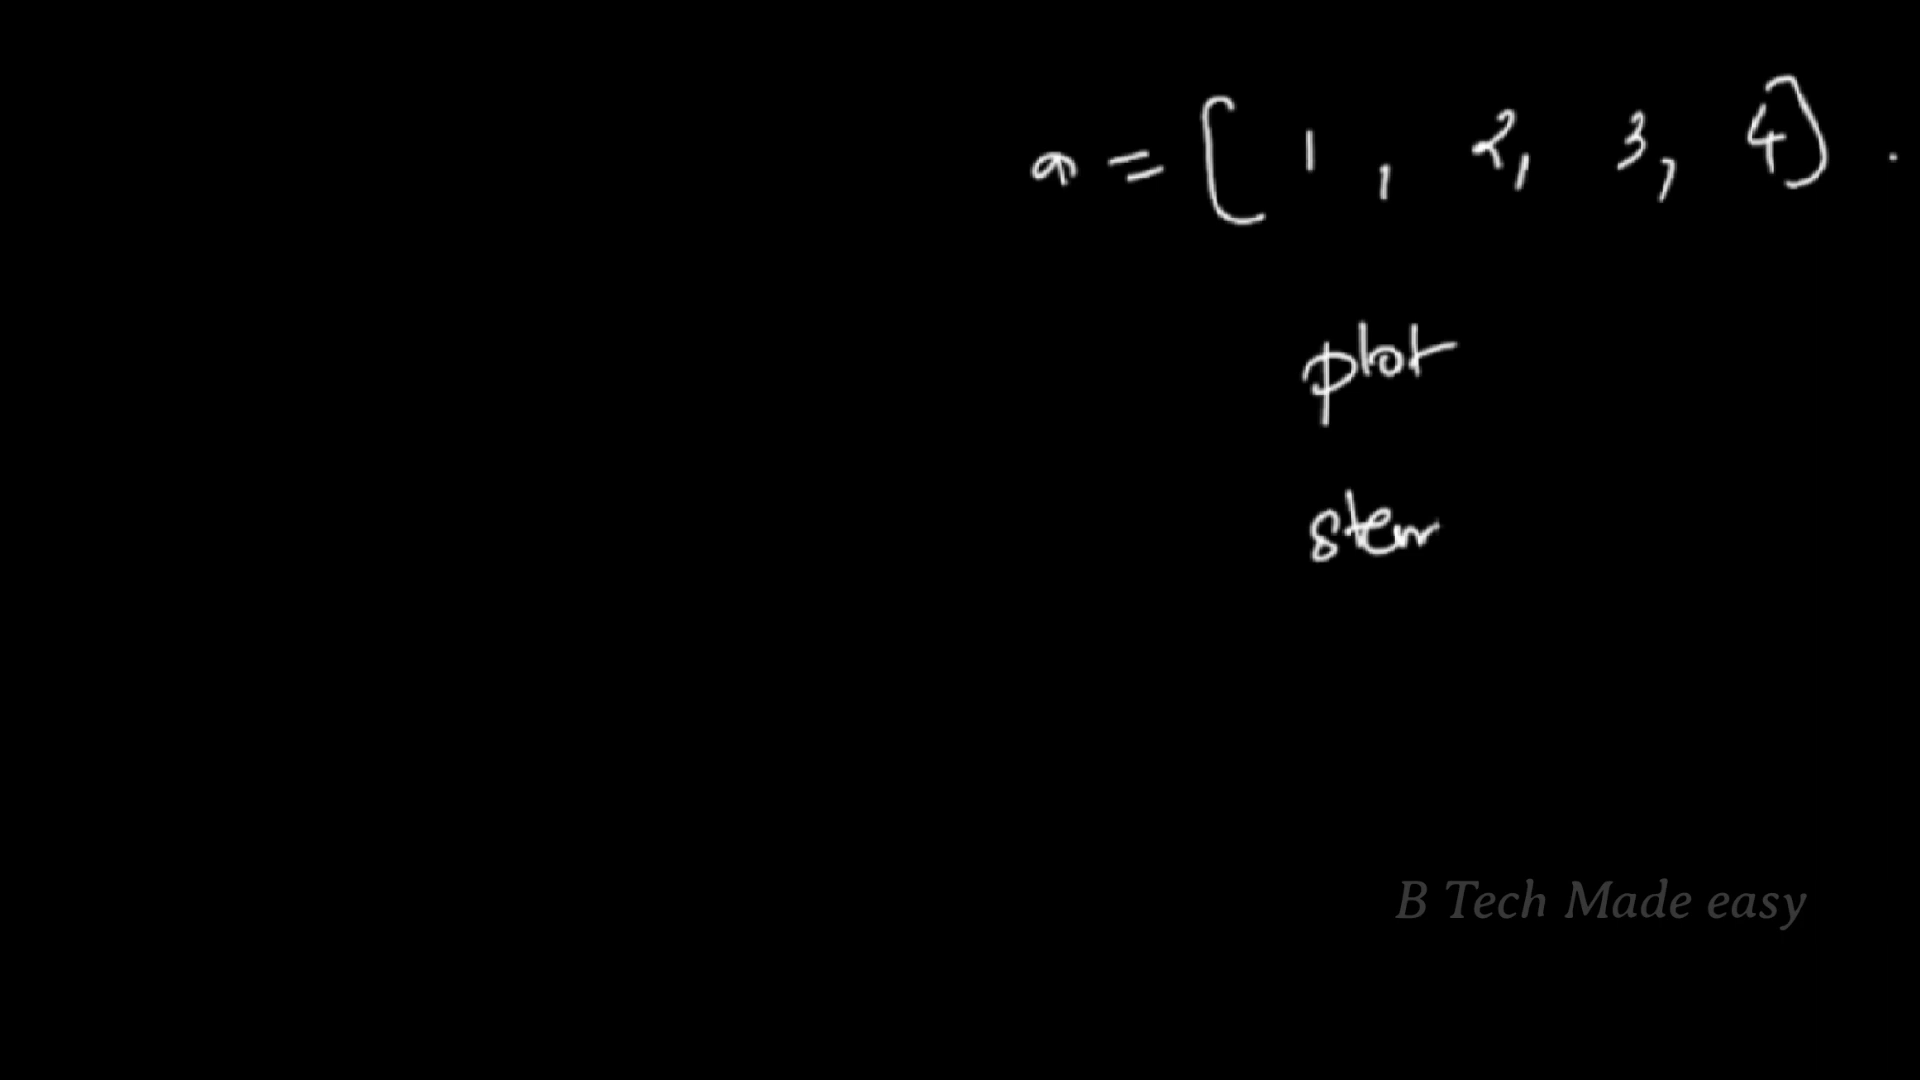 a = [ 1 , 2, 3, 4] .
plot
stem
B Tech Made easy